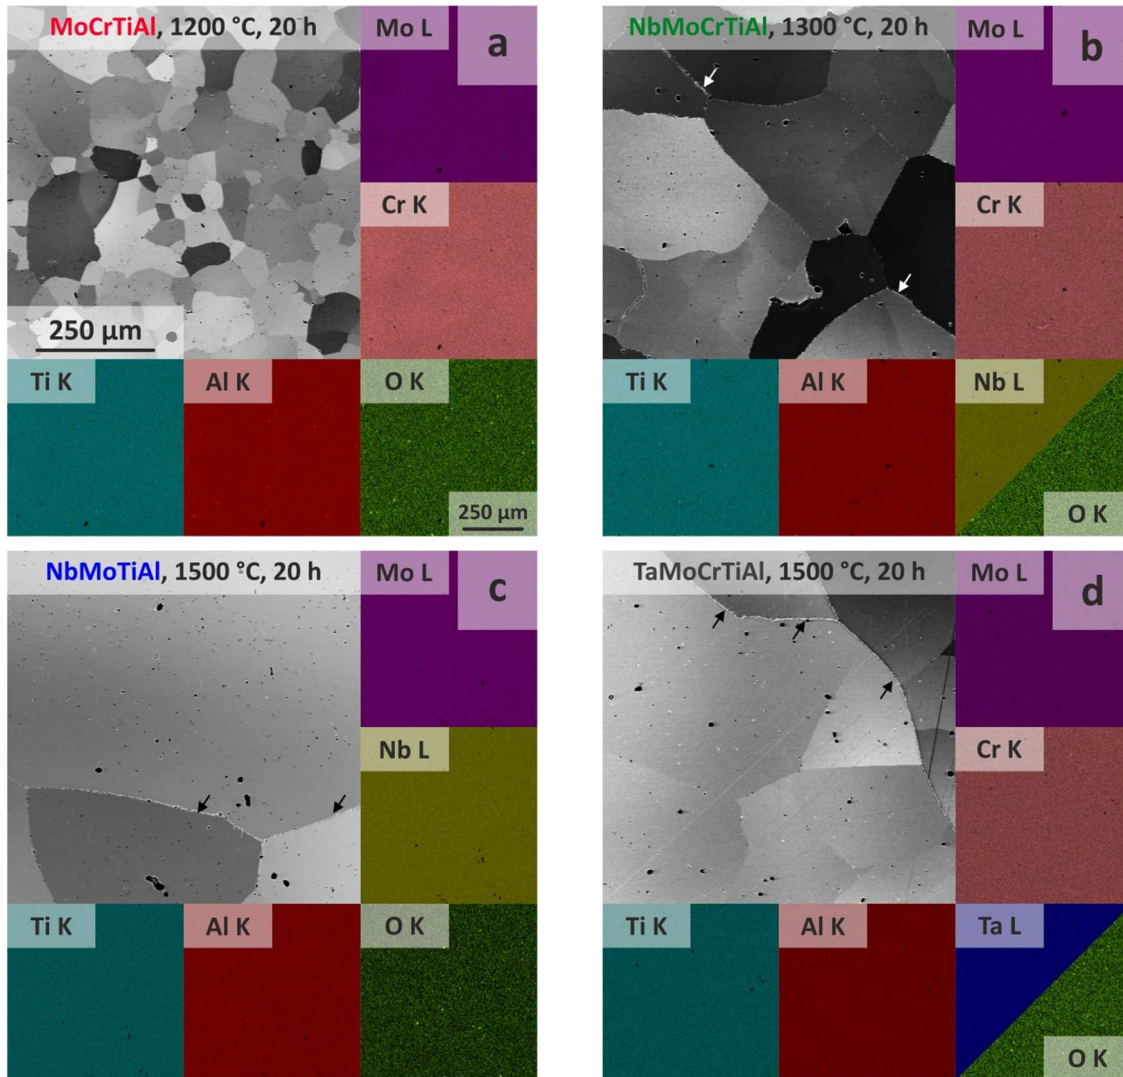 MoCrTiAl, 1200 °C, 20 h
Mo L
a
Cr K
250 µm
Ti K
Al K
O K
250 µm
NbMoCrTiAl, 1300 °C, 20 h
Mo L
b
Cr K
Ti K
Al K
Nb L
O K
NbMoTiAl, 1500 °C, 20 h
Mo L
c
Nb L
Ti K
Al K
O K
TaMoCrTiAl, 1500 °C, 20 h
Mo L
d
Cr K
Ti K
Al K
Ta L
O K